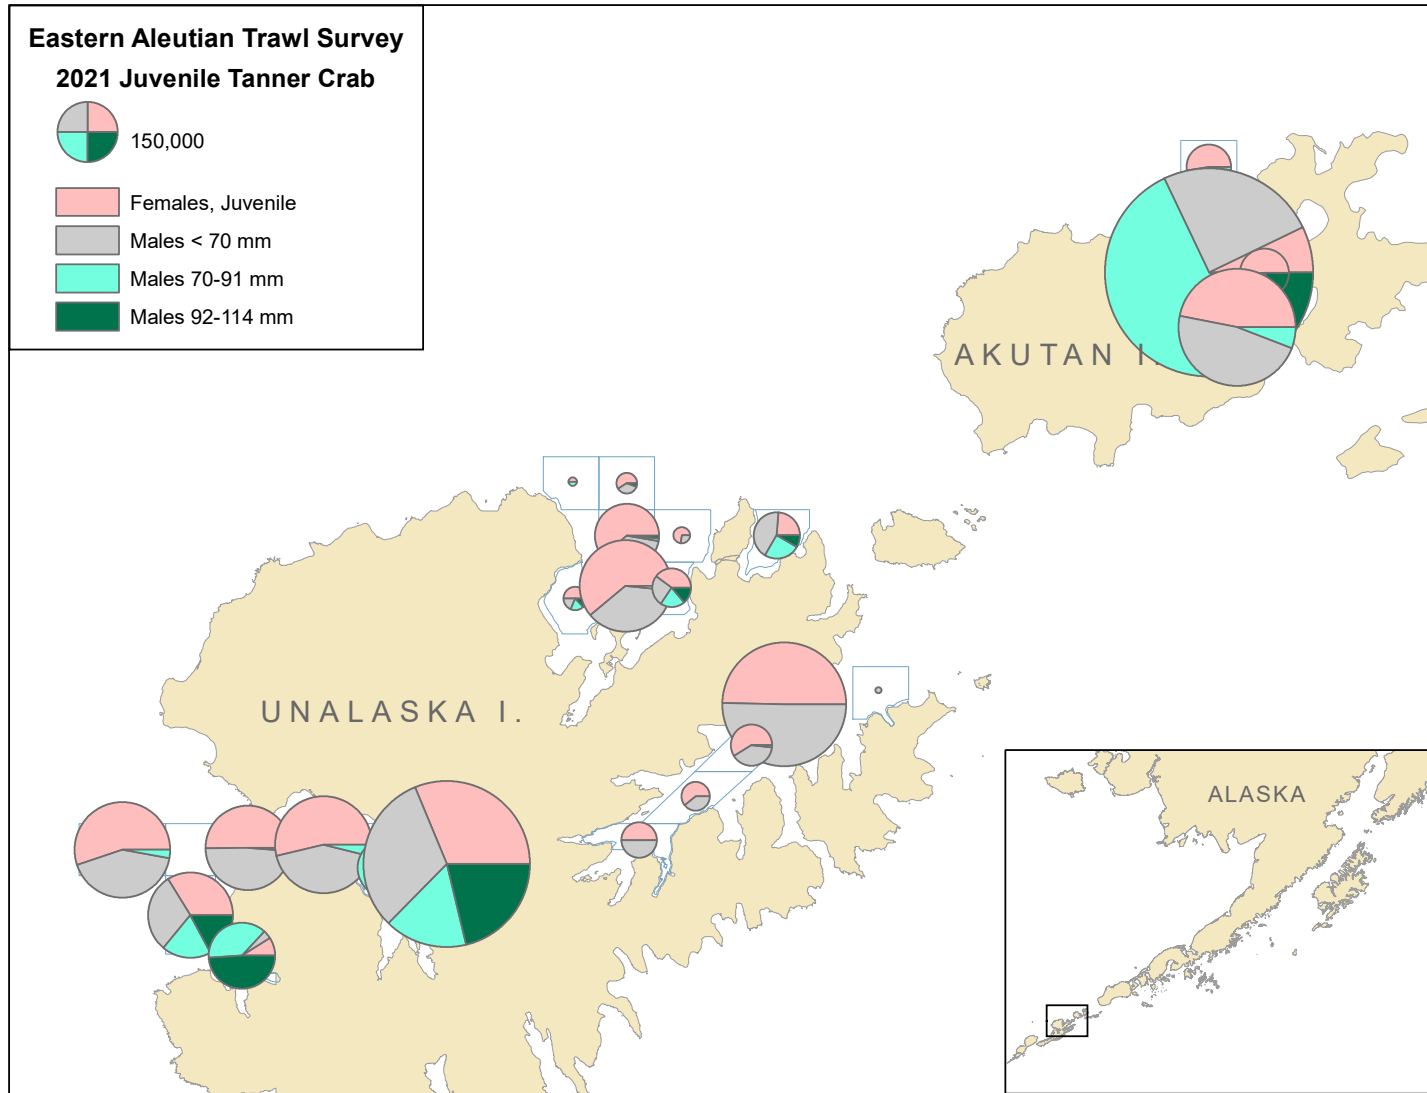 Eastern Aleutian Trawl Survey
2021 Juvenile Tanner Crab
150,000
Females, Juvenile
Males < 70 mm
Males 70-91 mm
Males 92-114 mm
AKUTAN I.
UNALASKA I.
ALASKA